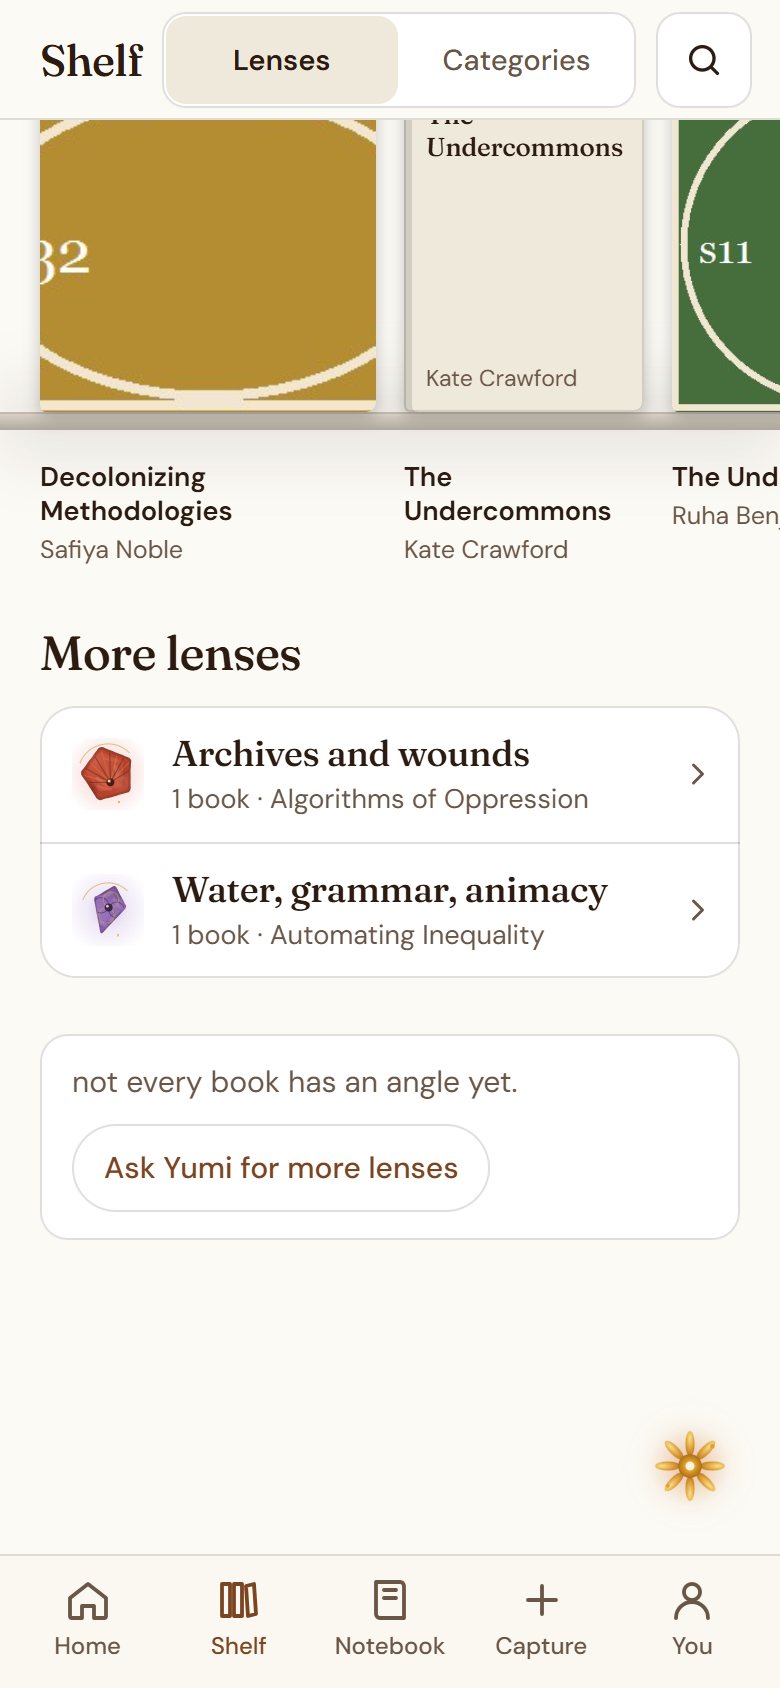 Shelf
Lenses
Categories
32
The
Undercommons
Kate Crawford
S11
Decolonizing
Methodologies
Safiya Noble
The
Undercommons
Kate Crawford
The Und
Ruha Ben
More lenses
Archives and wounds
1 book · Algorithms of Oppression
Water, grammar, animacy
1 book · Automating Inequality
not every book has an angle yet.
Ask Yumi for more lenses
Home
Shelf
Notebook
Capture
You